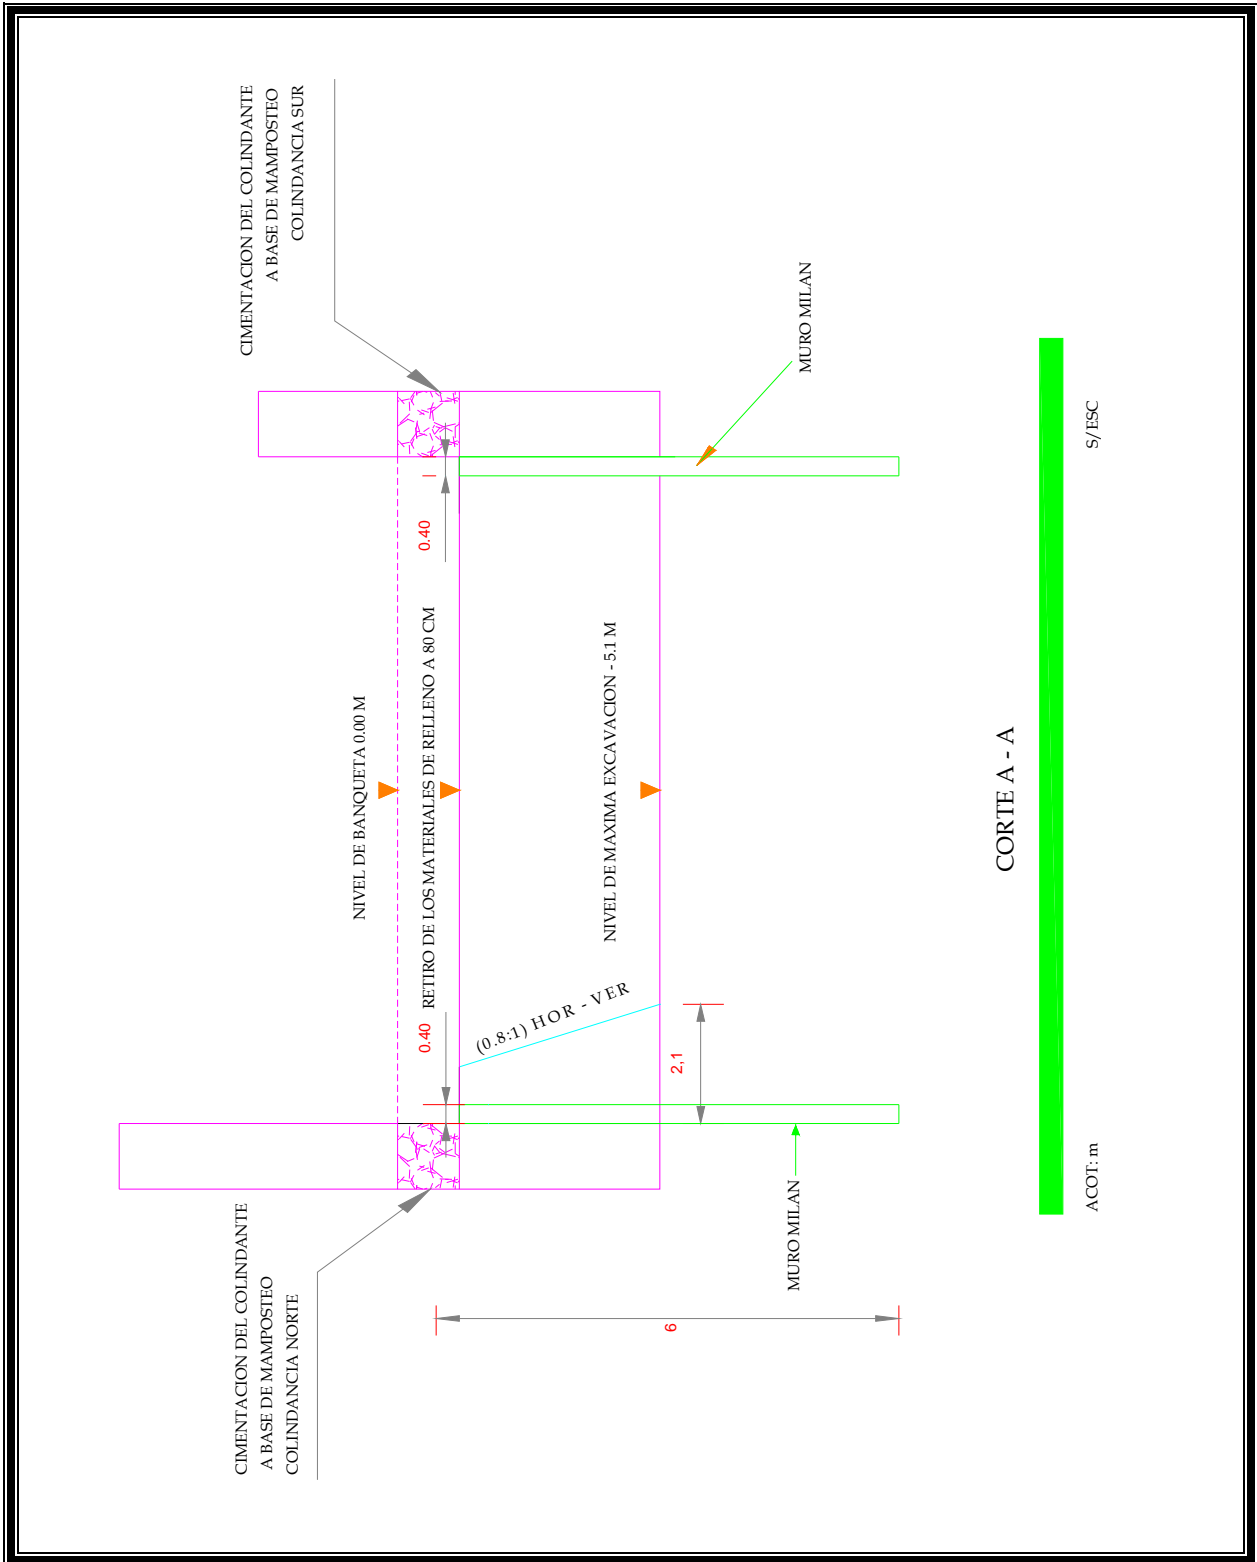 CIMENTACION DEL COLINDANTE
A BASE DE MAMPOSTEO
COLINDANCIA NORTE
CIMENTACION DEL COLINDANTE
A BASE DE MAMPOSTEO
COLINDANCIA SUR
NIVEL DE BANQUETA 0.00 M
0.40
RETIRO DE LOS MATERIALES DE RELLENO A 80 CM
0.40
(0.8:1) HOR - VER
NIVEL DE MAXIMA EXCAVACION - 5.1 M
2,1
6
MURO MILAN
MURO MILAN
CORTE A - A
ACOT: m
S/ESC